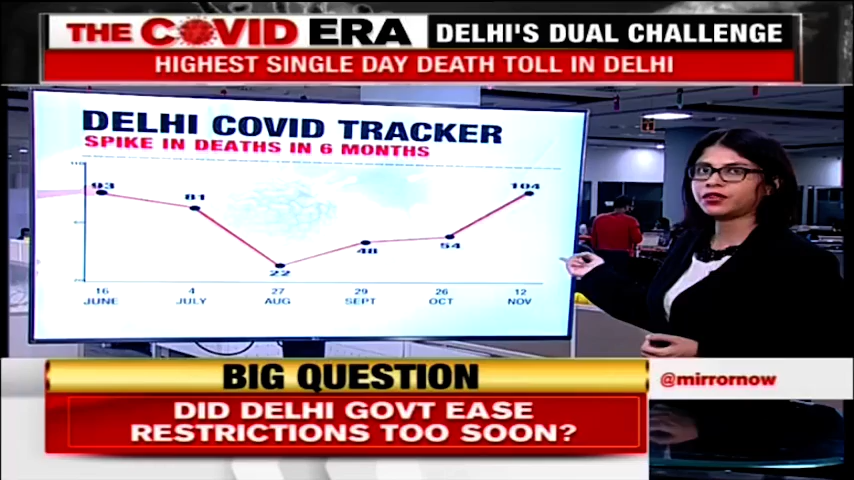 THE COVID ERA
DELHI'S DUAL CHALLENGE
HIGHEST SINGLE DAY DEATH TOLL IN DELHI
DELHI COVID TRACKER
SPIKE IN DEATHS IN 6 MONTHS
93
81
22
48
54
104
16 JUNE
4 JULY
27 AUG
29 SEPT
26 OCT
12 NOV
BIG QUESTION
@mirrornow
DID DELHI GOVT EASE
RESTRICTIONS TOO SOON?